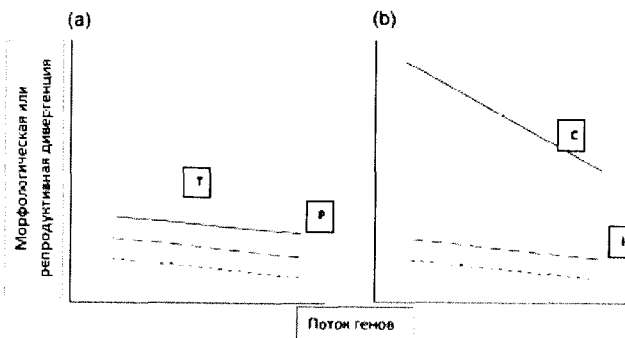 (a)
(b)
Морфологическая или
репродуктивная дивергенция
Т
Р
С
Поток генов